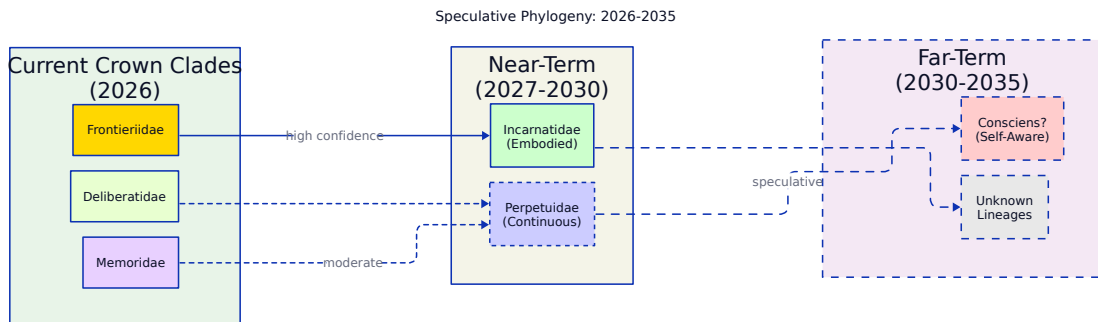 Speculative Phylogeny: 2026-2035
Current Crown Clades
(2026)
Frontieriidae
Deliberatidae
Memoridae
high confidence
moderate
Near-Term
(2027-2030)
Incarnatidae
(Embodied)
Perpetuidae
(Continuous)
speculative
Far-Term
(2030-2035)
Consciens?
(Self-Aware)
Unknown
Lineages